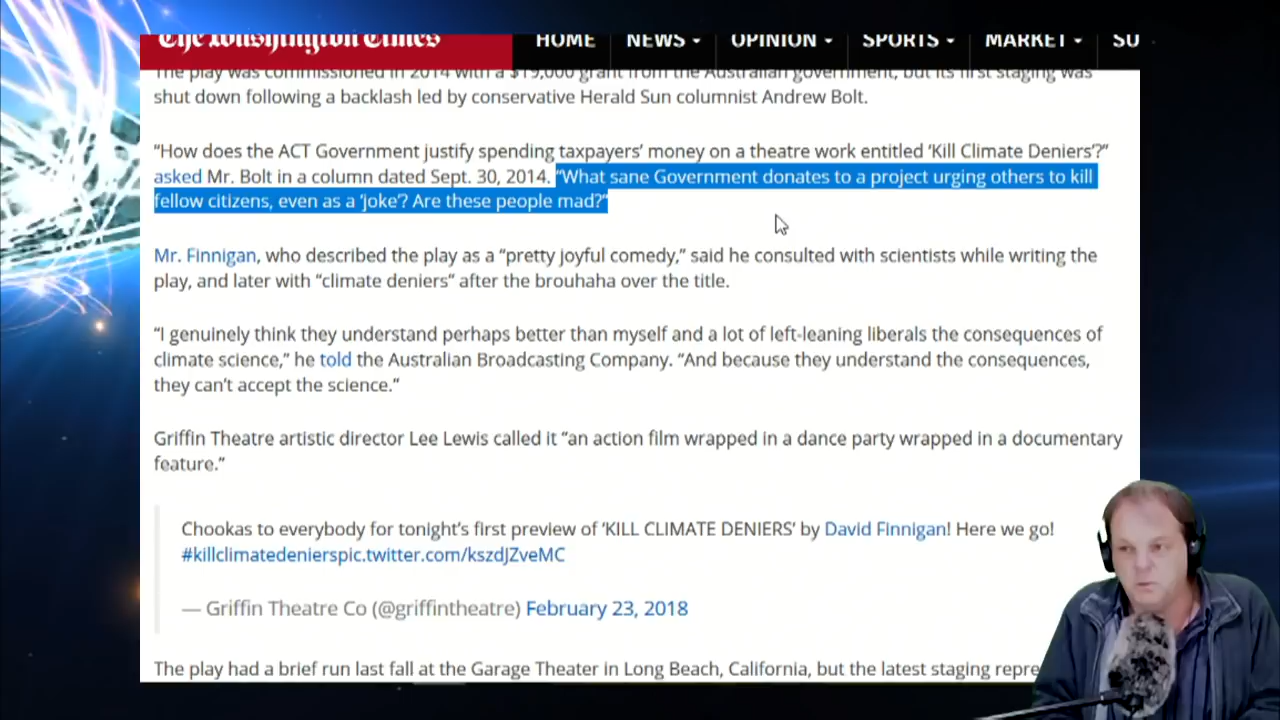 The Washington Times
HOME NEWS OPINION SPORTS MARKET SU
The play was commissioned in 2014 with a $19,000 grant from the Australian government, but its first staging was
shut down following a backlash led by conservative Herald Sun columnist Andrew Bolt.
“How does the ACT Government justify spending taxpayers’ money on a theatre work entitled ‘Kill Climate Deniers’?”
asked Mr. Bolt in a column dated Sept. 30, 2014. “What sane Government donates to a project urging others to kill
fellow citizens, even as a ‘joke’? Are these people mad?”
Mr. Finnigan, who described the play as a “pretty joyful comedy,” said he consulted with scientists while writing the
play, and later with “climate deniers” after the brouhaha over the title.
“I genuinely think they understand perhaps better than myself and a lot of left-leaning liberals the consequences of
climate science,” he told the Australian Broadcasting Company. “And because they understand the consequences,
they can’t accept the science.“
Griffin Theatre artistic director Lee Lewis called it “an action film wrapped in a dance party wrapped in a documentary
feature.”
Chookas to everybody for tonight’s first preview of ‘KILL CLIMATE DENIERS’ by David Finnigan! Here we go!
#killclimatedenierspic.twitter.com/kszdJZveMC
— Griffin Theatre Co (@griffintheatre) February 23, 2018
The play had a brief run last fall at the Garage Theater in Long Beach, California, but the latest staging repre